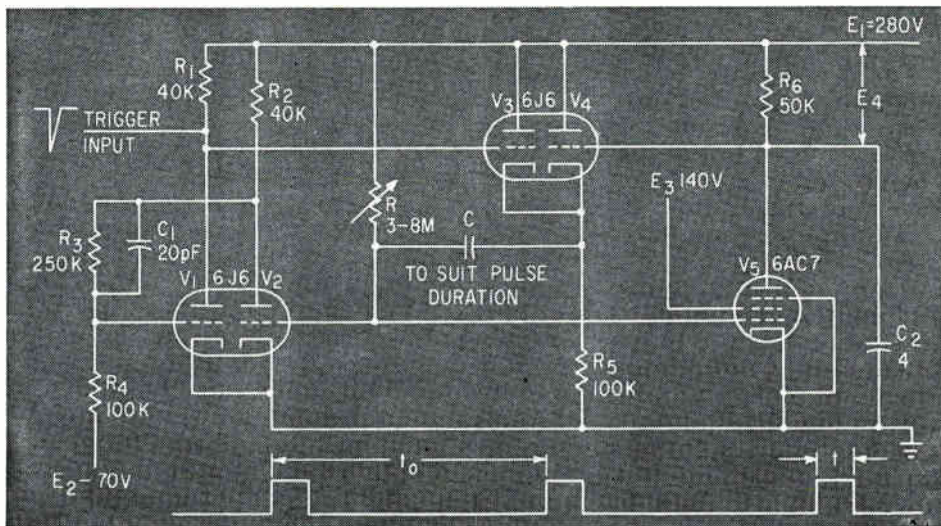 E1=280V
R1
40K
R2
40K
R6
50K
E4
V3 6J6 V4
TRIGGER
INPUT
E3 140V
R
3-8M
C
R3
250K
C1
20pF
TO SUIT PULSE
DURATION
V1 6J6 V2
V5 6AC7
R5
100K
C2
4
R4
100K
E2-70V
to
t